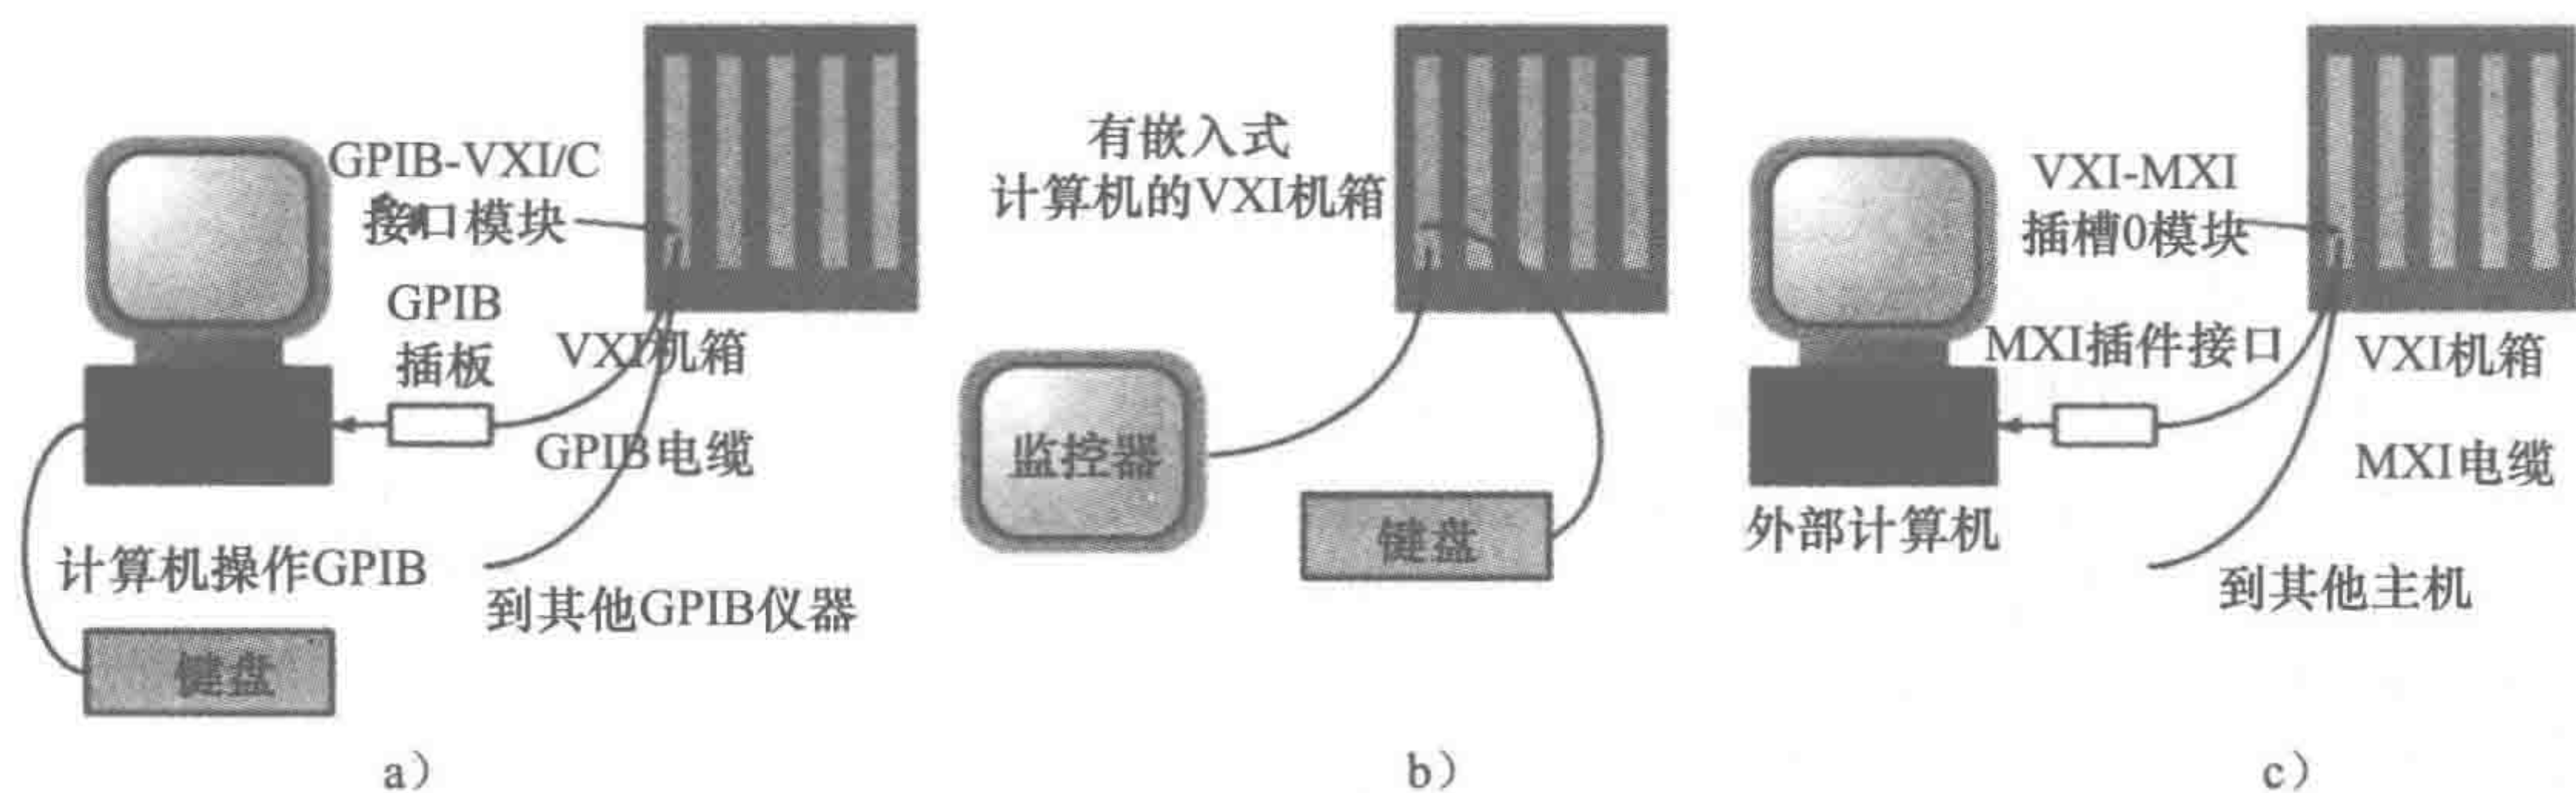 GPIB-VXI/C
接口模块
GPIB
插板
VXI机箱
GPIB电缆
计算机操作GPIB
到其他GPIB仪器
键盘
a）
有嵌入式
计算机的VXI机箱
监控器
键盘
b）
VXI-MXI
插槽0模块
MXI插件接口
VXI机箱
MXI电缆
外部计算机
到其他主机
c）